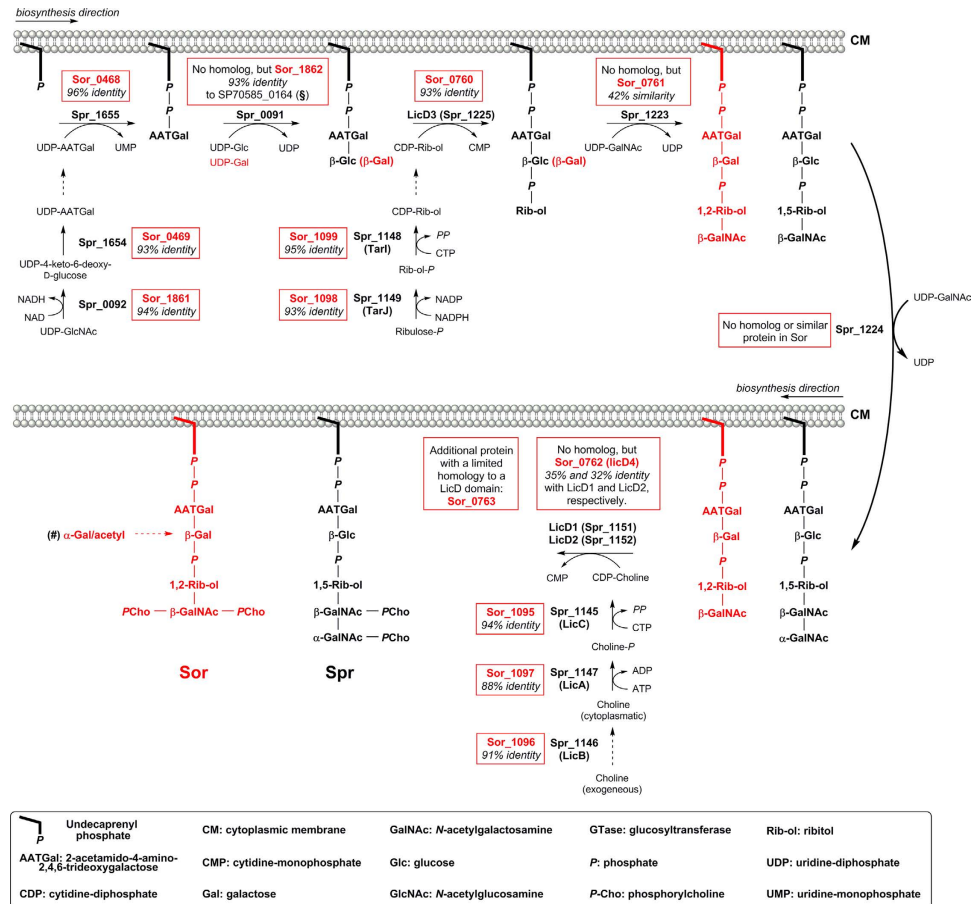 biosynthesis direction
CM
P
Sor_0468
96% identity
Spr_1655
UDP-AATGal
UMP
UDP-AATGal
Spr_1654
Sor_0469
93% identity
UDP-4-keto-6-deoxy-
D-glucose
NADH
NAD
Spr_0092
Sor_1861
94% identity
UDP-GlcNAc
P
P
AATGal
No homolog, but Sor_1862
93% identity
to SP70585_0164 (§)
Spr_0091
UDP-Glc
UDP-Gal
UDP
P
P
AATGal
β-Glc (β-Gal)
Sor_0760
93% identity
LicD3 (Spr_1225)
CDP-Rib-ol
CMP
CDP-Rib-ol
Sor_1099
95% identity
Spr_1148
(TarI)
PP
CTP
Rib-ol-P
Sor_1098
93% identity
Spr_1149
(TarJ)
NADP
NADPH
Ribulose-P
P
P
AATGal
β-Glc (β-Gal)
P
Rib-ol
No homolog, but
Sor_0761
42% similarity
Spr_1223
UDP-GalNAc
UDP
P
P
AATGal
β-Gal
P
1,2-Rib-ol
β-GalNAc
P
P
AATGal
β-Glc
P
1,5-Rib-ol
β-GalNAc
No homolog or similar
protein in Sor
Spr_1224
UDP-GalNAc
UDP
biosynthesis direction
CM
P
P
AATGal
(#) α-Gal/acetyl
β-Gal
P
1,2-Rib-ol
PCho — β-GalNAc — PCho
Sor
P
P
AATGal
β-Glc
P
1,5-Rib-ol
β-GalNAc — PCho
α-GalNAc — PCho
Spr
Additional protein
with a limited
homology to a
LicD domain:
Sor_0763
No homolog, but
Sor_0762 (licD4)
35% and 32% identity
with LicD1 and LicD2,
respectively.
LicD1 (Spr_1151)
LicD2 (Spr_1152)
CMP
CDP-Choline
Sor_1095
94% identity
Spr_1145
(LicC)
PP
CTP
Choline-P
Sor_1097
88% identity
Spr_1147
(LicA)
ADP
ATP
Choline
(cytoplasmatic)
Sor_1096
91% identity
Spr_1146
(LicB)
Choline
(exogeneous)
P
P
AATGal
β-Gal
P
1,2-Rib-ol
β-GalNAc
P
P
AATGal
β-Glc
P
1,5-Rib-ol
β-GalNAc
α-GalNAc
P
Undecaprenyl
phosphate
CM: cytoplasmic membrane
GalNAc: N-acetylgalactosamine
GTase: glucosyltransferase
Rib-ol: ribitol
AATGal: 2-acetamido-4-amino-
2,4,6-trideoxygalactose
CMP: cytidine-monophosphate
Glc: glucose
P: phosphate
UDP: uridine-diphosphate
CDP: cytidine-diphosphate
Gal: galactose
GlcNAc: N-acetylglucosamine
P-Cho: phosphorylcholine
UMP: uridine-monophosphate